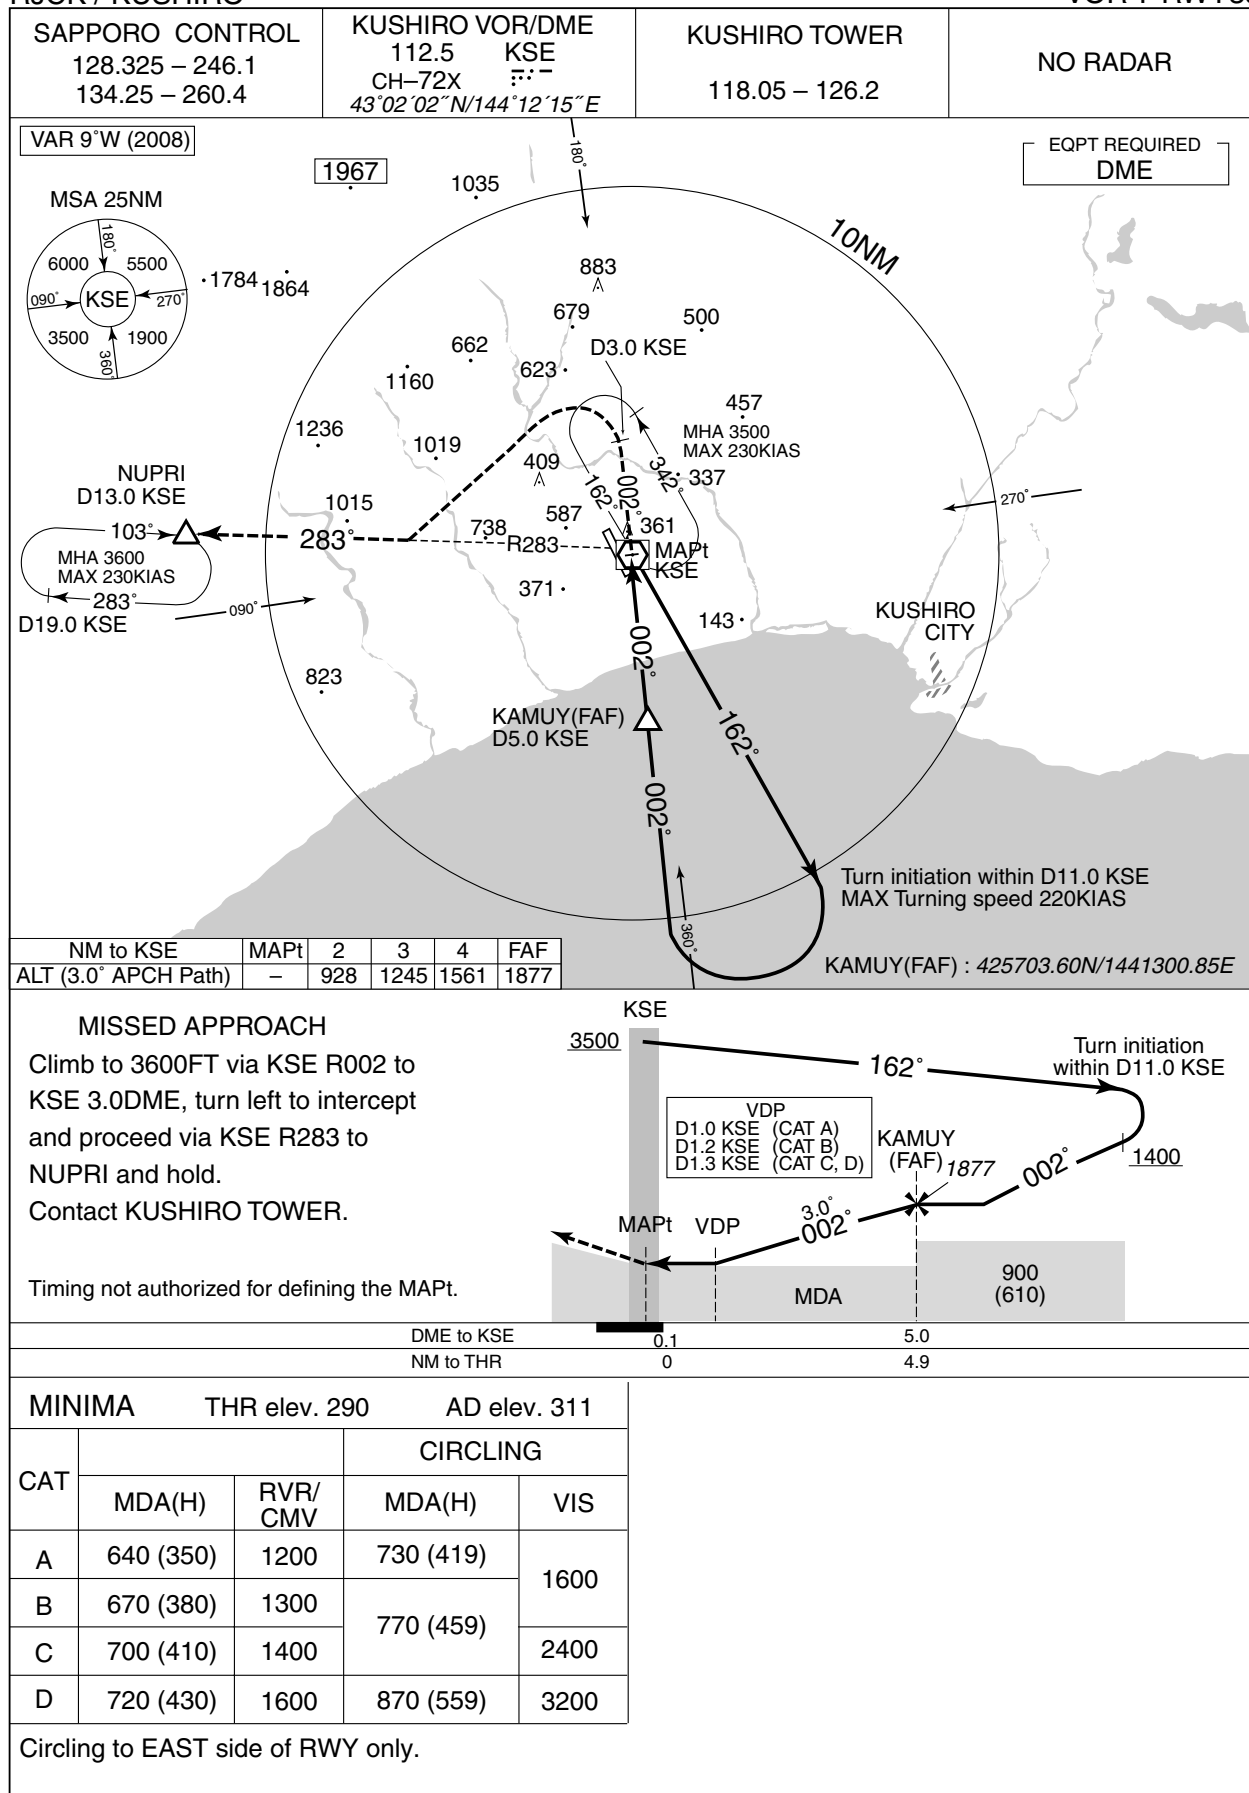 SAPPORO CONTROL
128.325 – 246.1
134.25 – 260.4
KUSHIRO VOR/DME
112.5 KSE
CH–72X
43°02´02˝N/144°12´15˝E
KUSHIRO TOWER
118.05 – 126.2
NO RADAR
VAR 9°W (2008)
EQPT REQUIRED
DME
MSA 25NM
180°
6000 5500
090° KSE 270°
3500 1900
360°
1967
1035
180°
10NM
1784
1864
883
679
500
D3.0 KSE
662
623
1160
457
MHA 3500
MAX 230KIAS
1236
1019
409
342°
337
162°
002°
NUPRI
D13.0 KSE
1015
103°
283°
738
587
R283
361
MAPt
KSE
270°
MHA 3600
MAX 230KIAS
283°
D19.0 KSE
090°
371
143
KUSHIRO
CITY
002°
823
KAMUY(FAF)
D5.0 KSE
162°
002°
Turn initiation within D11.0 KSE
MAX Turning speed 220KIAS
360°
KAMUY(FAF) : 425703.60N/1441300.85E
NM to KSE MAPt 2 3 4 FAF
ALT (3.0° APCH Path) – 928 1245 1561 1877
MISSED APPROACH
Climb to 3600FT via KSE R002 to
KSE 3.0DME, turn left to intercept
and proceed via KSE R283 to
NUPRI and hold.
Contact KUSHIRO TOWER.
Timing not authorized for defining the MAPt.
KSE
3500
162°
Turn initiation
within D11.0 KSE
VDP
D1.0 KSE (CAT A)
D1.2 KSE (CAT B)
D1.3 KSE (CAT C, D)
KAMUY
(FAF)
1877
002°
1400
3.0°
002°
MAPt VDP
MDA
900
(610)
DME to KSE 0.1 5.0
NM to THR 0 4.9
MINIMA THR elev. 290 AD elev. 311
CAT
CIRCLING
MDA(H) RVR/
CMV MDA(H) VIS
A 640 (350) 1200 730 (419) 1600
B 670 (380) 1300 770 (459)
C 700 (410) 1400 2400
D 720 (430) 1600 870 (559) 3200
Circling to EAST side of RWY only.